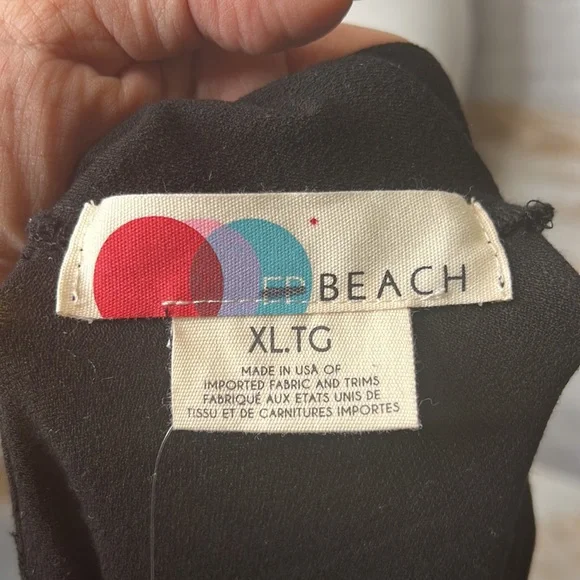 FP BEACH
XL.TG
MADE IN USA OF
IMPORTED FABRIC AND TRIMS
FABRIQUÉ AUX ETATS UNIS DE
TISSU ET DE CARNITURES IMPORTES